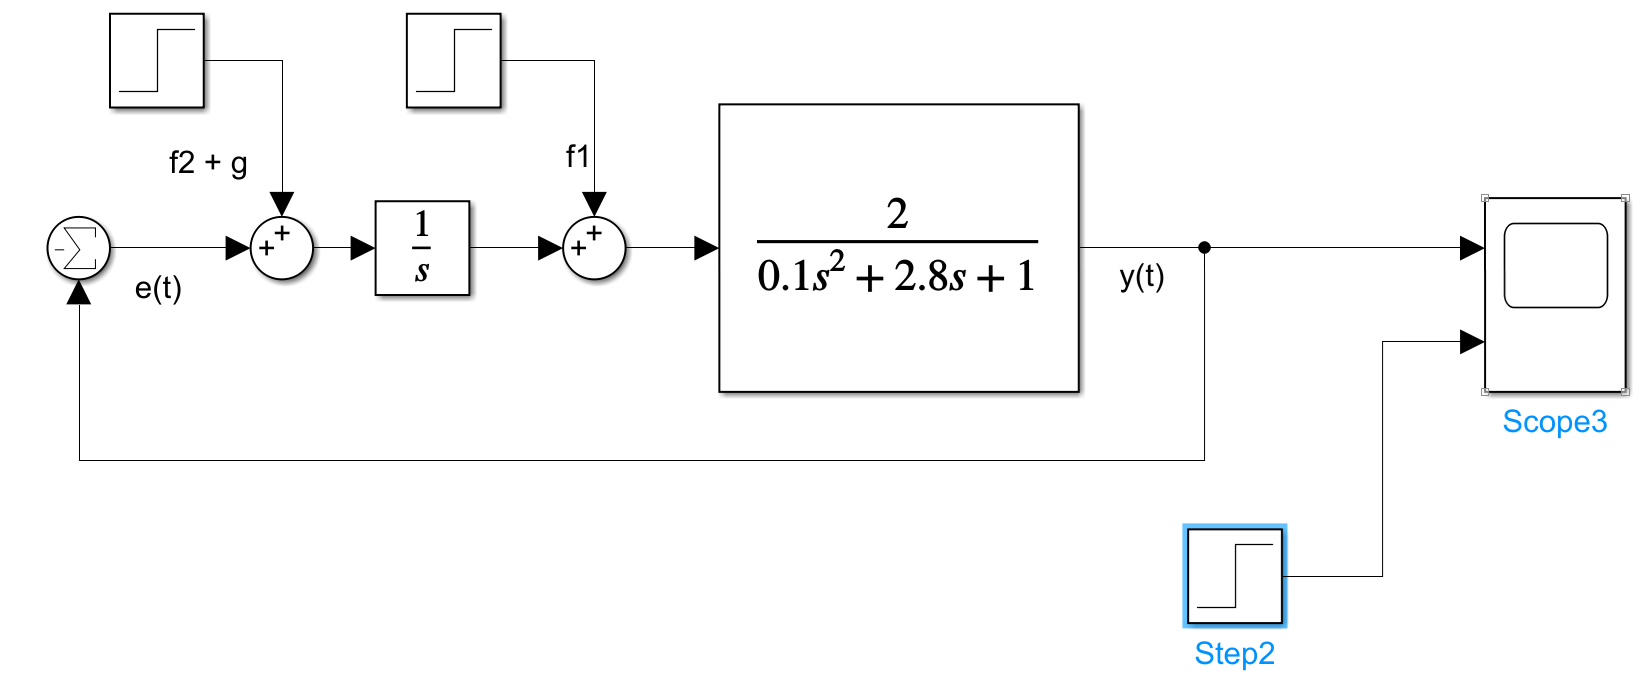 f2 + g
f1
-
Σ
+
+
1
s
+
+
2
0.1s² + 2.8s + 1
e(t)
y(t)
Scope3
Step2